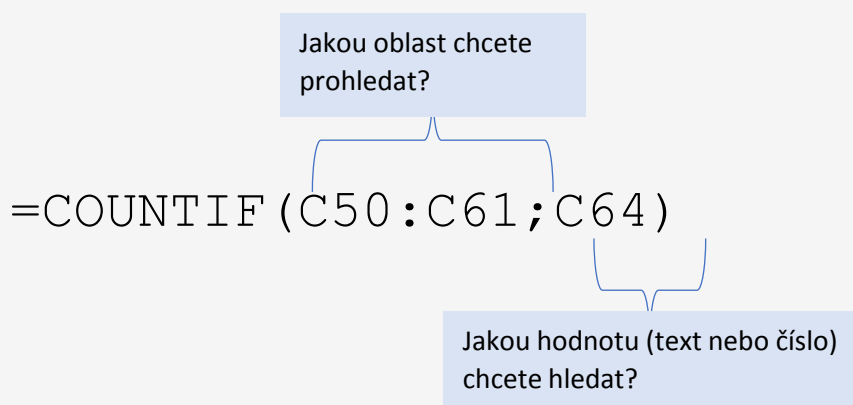 Jakou oblast chcete
prohledat?
=COUNTIF(C50:C61;C64)
Jakou hodnotu (text nebo číslo)
chcete hledat?